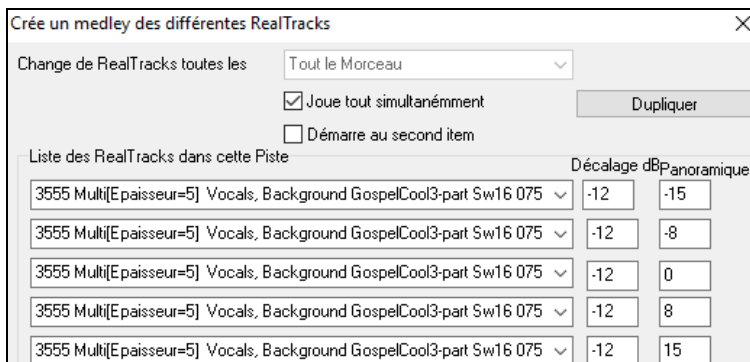 Crée un medley des différentes RealTracks
Change de RealTracks toutes les Tout le Morceau
Joue tout simultanémment Dupliquer
Démarre au second item
Liste des RealTracks dans cette Piste Décalage dB Panoramique
3555 Multi[Epaisseur=5] Vocals, Background GospelCool3-part Sw16 075 -12 -15
3555 Multi[Epaisseur=5] Vocals, Background GospelCool3-part Sw16 075 -12 -8
3555 Multi[Epaisseur=5] Vocals, Background GospelCool3-part Sw16 075 -12 0
3555 Multi[Epaisseur=5] Vocals, Background GospelCool3-part Sw16 075 -12 8
3555 Multi[Epaisseur=5] Vocals, Background GospelCool3-part Sw16 075 -12 15